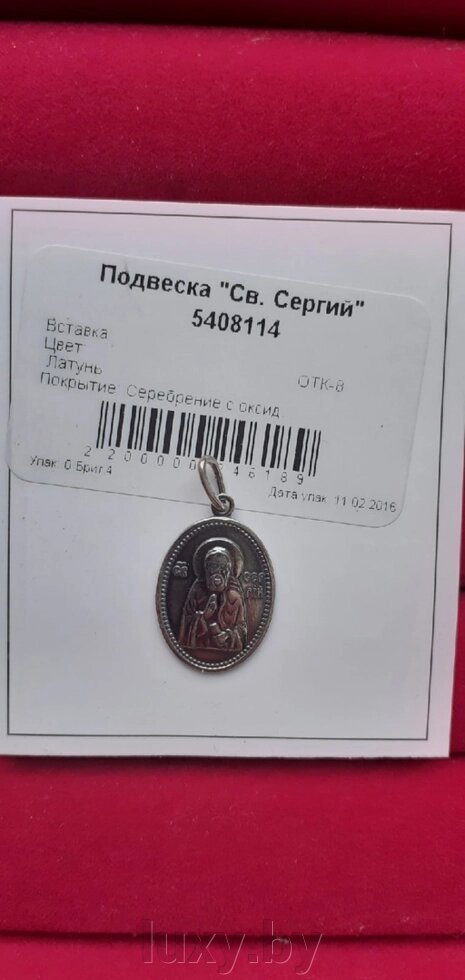 Подвеска "Св. Сергий"
5408114
Вставка
Цвет
Латунь
ОТК-8
Покрытие: Серебрение с оксид.
Упак: 0 Бриг.4
Дата упак: 11.02.2016
luxy.by